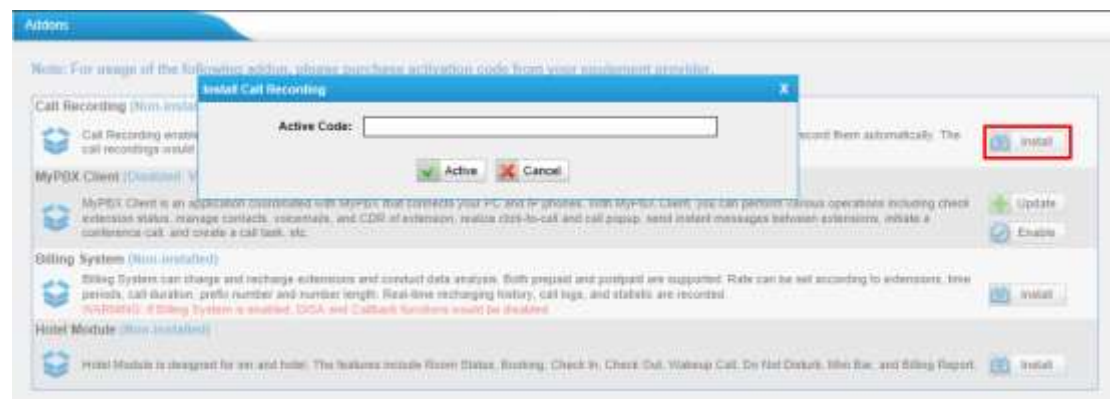 Addons
Note: For usage of the following addon, please purchase activation code from your equipment provider.
Install Call Recording X
Call Recording (Non-instal
Active Code:
Call Recording enable
record them automatically. The
call recordings would
Install
Active Cancel
MyPBX Client (Disabled
MyPBX Client is an application coordinated with MyPBX that connects your PC and IP phones. With MyPBX Client, you can perform various operations including check
extension status, manage contacts, voicemails, and CDR of extension, realize click-to-call and call popup, send instant messages between extensions, initiate a
conference call, and create a call task, etc.
Update
Enable
Billing System (Non-installed)
Billing System can charge and recharge extensions and conduct data analysis. Both prepaid and postpaid are supported. Rate can be set according to extensions, time
periods, call duration, prefix number and number length. Real-time recharging history, call logs, and statistic are recorded.
WARNING: If Billing System is enabled, DISA and Callback functions would be disabled
Install
Hotel Module (Non-installed)
Hotel Module is designed for inn and hotel. The features include Room Status, Booking, Check In, Check Out, Wakeup Call, Do Not Disturb, Mini Bar, and Billing Report.
Install